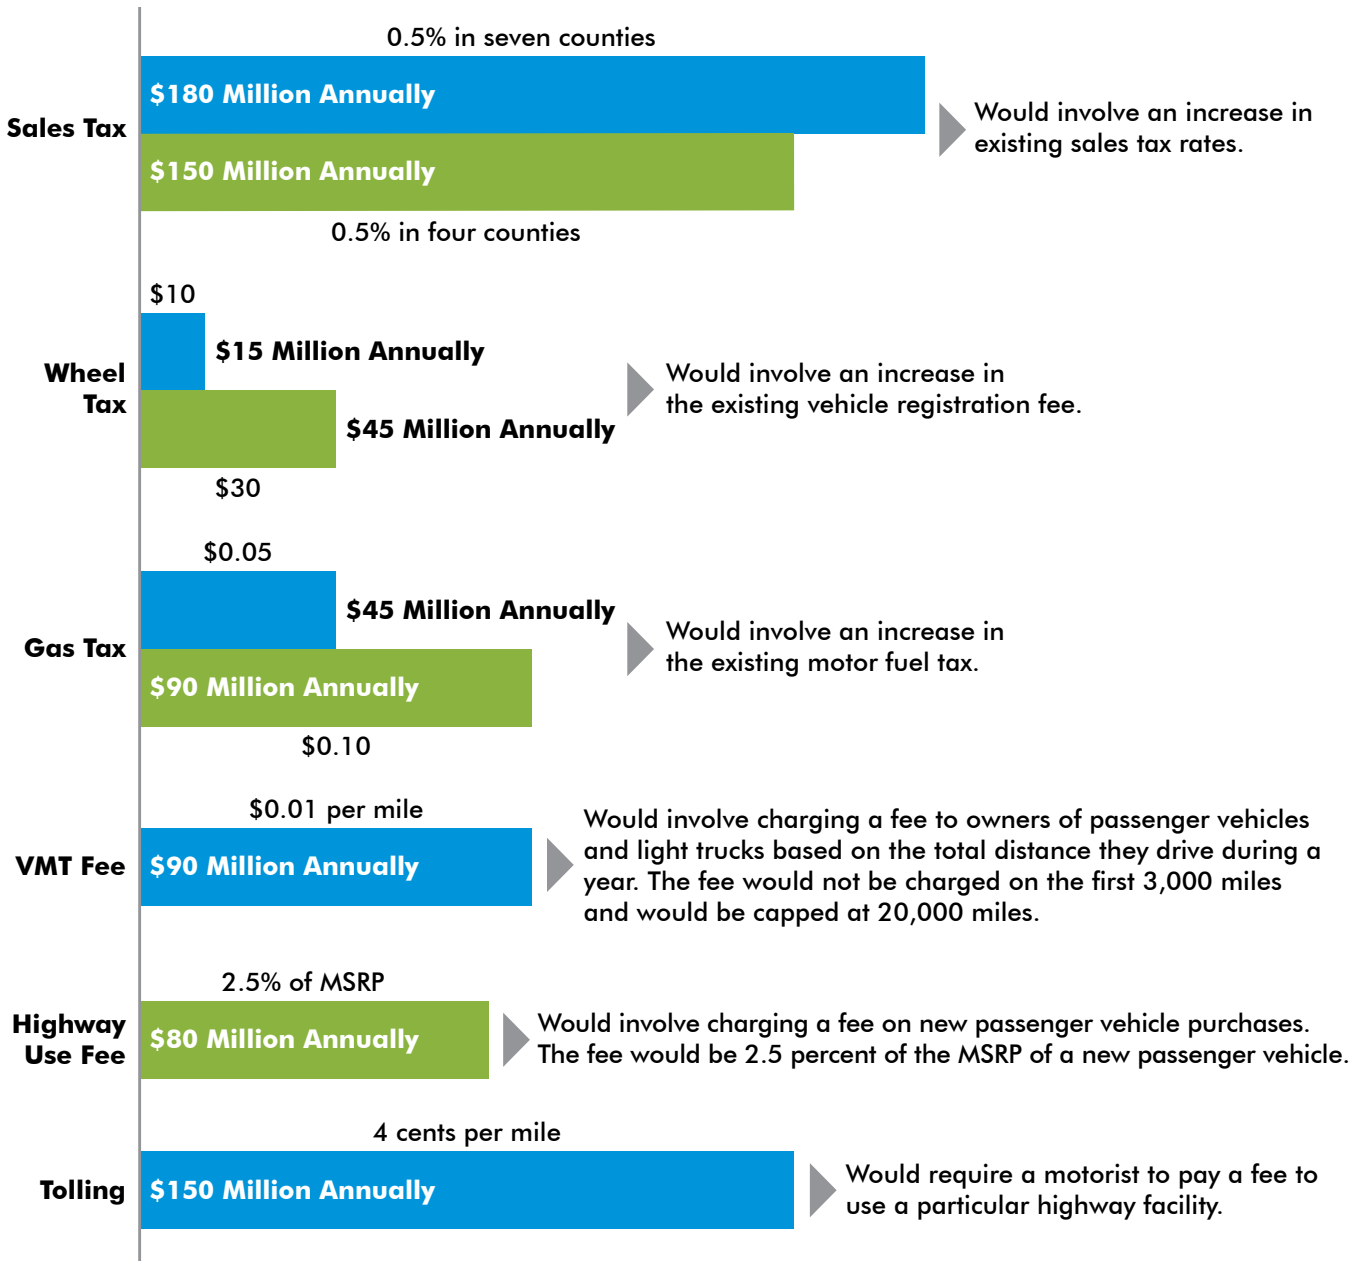 0.5% in seven counties
$180 Million Annually
Sales Tax
$150 Million Annually
0.5% in four counties
Would involve an increase in
existing sales tax rates.
$10
$15 Million Annually
Wheel
Tax
$45 Million Annually
$30
Would involve an increase in
the existing vehicle registration fee.
$0.05
$45 Million Annually
Gas Tax
$90 Million Annually
$0.10
Would involve an increase in
the existing motor fuel tax.
$0.01 per mile
VMT Fee
$90 Million Annually
Would involve charging a fee to owners of passenger vehicles
and light trucks based on the total distance they drive during a
year. The fee would not be charged on the first 3,000 miles
and would be capped at 20,000 miles.
2.5% of MSRP
Highway
Use Fee
$80 Million Annually
Would involve charging a fee on new passenger vehicle purchases.
The fee would be 2.5 percent of the MSRP of a new passenger vehicle.
4 cents per mile
Tolling
$150 Million Annually
Would require a motorist to pay a fee to
use a particular highway facility.